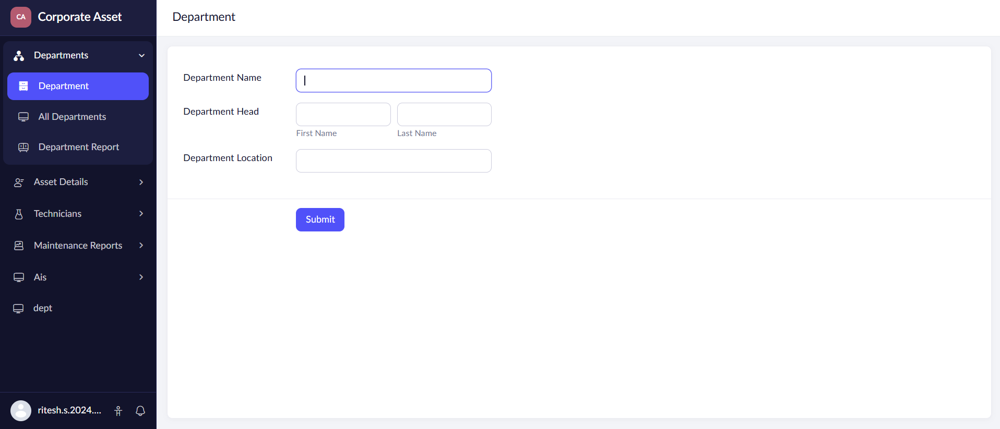 CA
Corporate Asset
Departments
Department
All Departments
Department Report
Asset Details
Technicians
Maintenance Reports
Ais
dept
ritesh.s.2024....
Department
Department Name
Department Head
First Name Last Name
Department Location
Submit